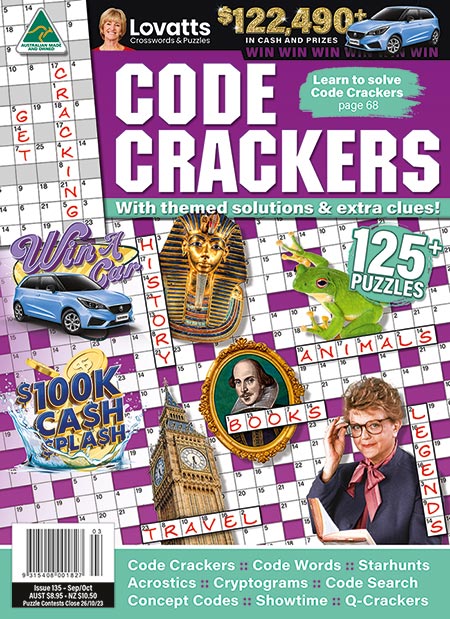 AUSTRALIAN MADE
AND OWNED
Lovatts
Crosswords & Puzzles
$122,490+
IN CASH AND PRIZES
WIN WIN WIN WIN WIN WIN
Learn to solve
Code Crackers
page 68
CODE
CRACKERS
With themed solutions & extra clues!
GET
CRACKING
Win A
Car
HISTORY
125+
PUZZLES
ANIMALS
$100K
CASH
SPLASH
BOOKS
LEGENDS
TRAVEL
03
9 315408 001827
Issue 135 - Sep/Oct
AUST $8.95 - NZ $10.50
Puzzle Contests Close 26/10/23
Code Crackers :: Code Words :: Starhunts
Acrostics :: Cryptograms :: Code Search
Concept Codes :: Showtime :: Q-Crackers